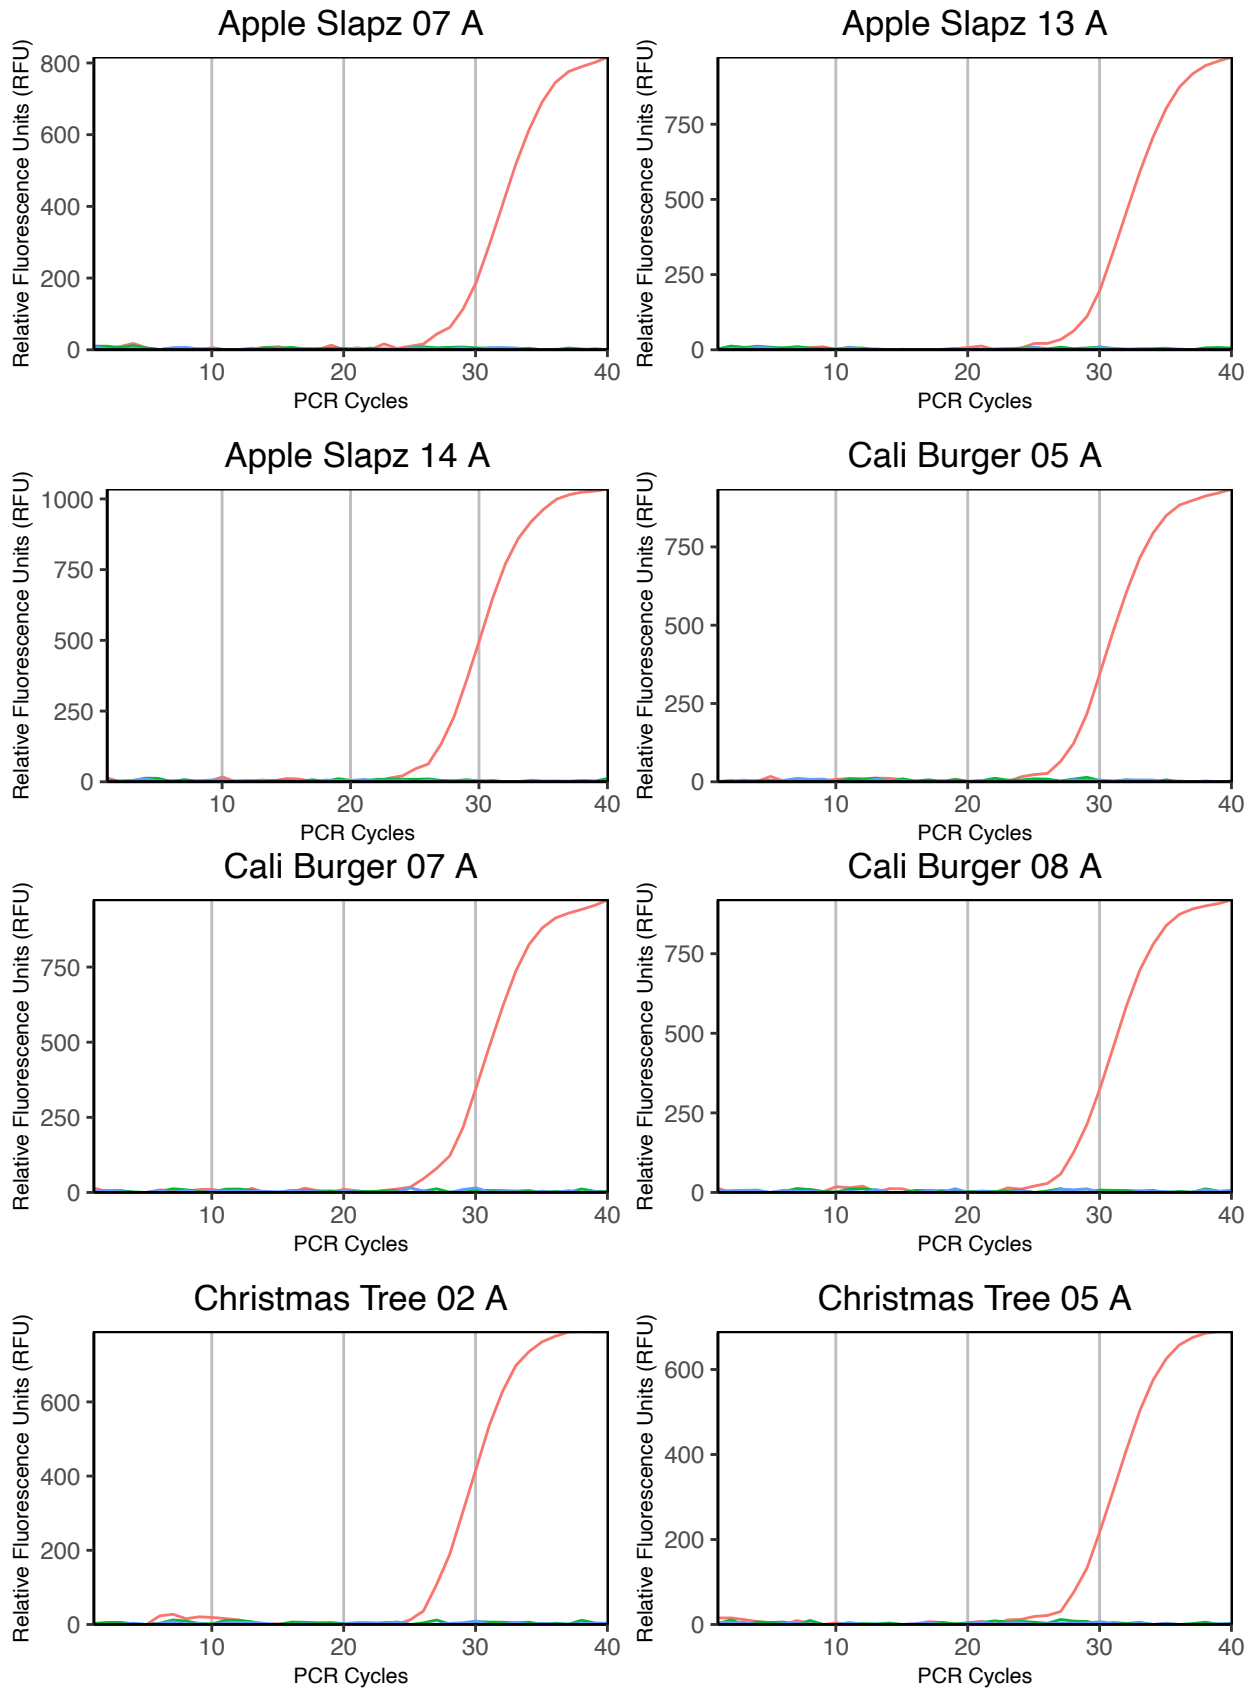 Apple Slapz 07 A
Relative Fluorescence Units (RFU)
800
600
400
200
0
10 20 30 40
PCR Cycles
Apple Slapz 13 A
Relative Fluorescence Units (RFU)
750
500
250
0
10 20 30 40
PCR Cycles
Apple Slapz 14 A
Relative Fluorescence Units (RFU)
1000
750
500
250
0
10 20 30 40
PCR Cycles
Cali Burger 05 A
Relative Fluorescence Units (RFU)
750
500
250
0
10 20 30 40
PCR Cycles
Cali Burger 07 A
Relative Fluorescence Units (RFU)
750
500
250
0
10 20 30 40
PCR Cycles
Cali Burger 08 A
Relative Fluorescence Units (RFU)
750
500
250
0
10 20 30 40
PCR Cycles
Christmas Tree 02 A
Relative Fluorescence Units (RFU)
600
400
200
0
10 20 30 40
PCR Cycles
Christmas Tree 05 A
Relative Fluorescence Units (RFU)
600
400
200
0
10 20 30 40
PCR Cycles